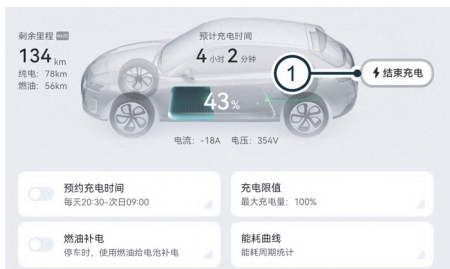 剩余里程
134 km
纯电: 78km
燃油: 56km
预计充电时间
4 小时 2 分钟
1
结束充电
43%
电流: -18A 电压: 354V
预约充电时间
每天20:30-次日09:00
充电限值
最大充电量: 100%
燃油补电
停车时，使用燃油给电池补电
能耗曲线
能耗周期统计